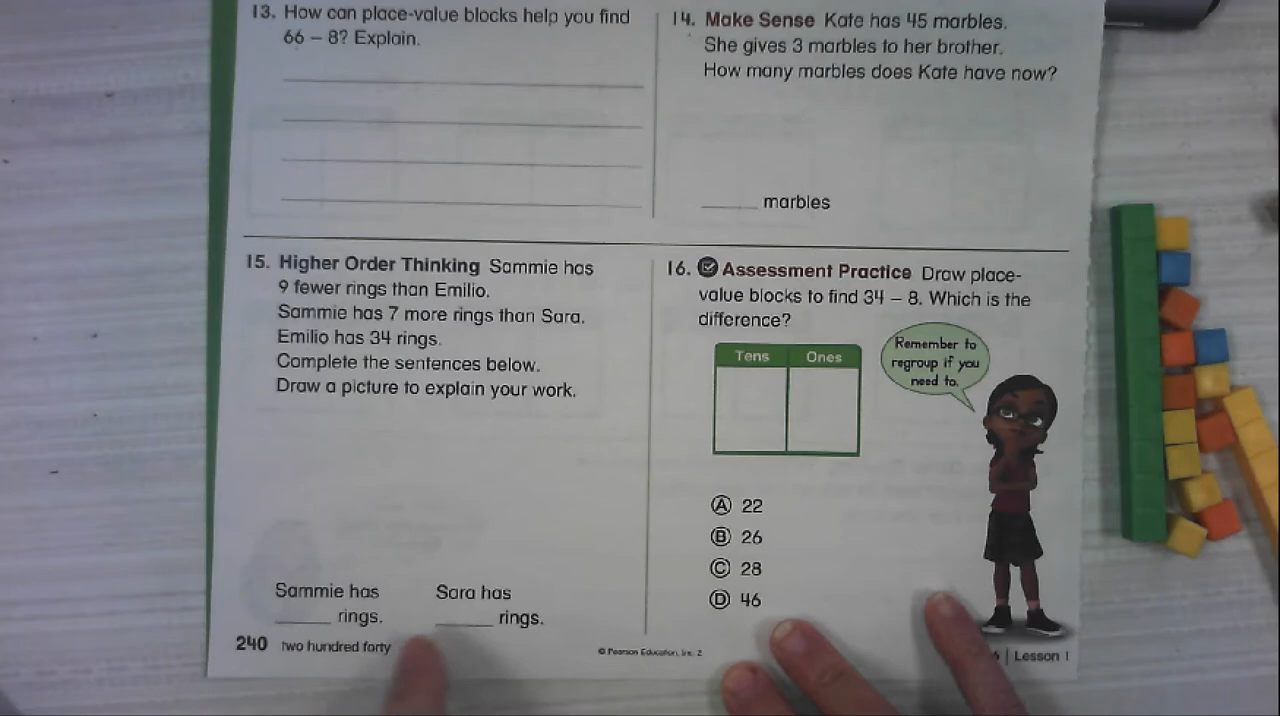 13. How can place-value blocks help you find
66 – 8? Explain.
14. Make Sense Kate has 45 marbles.
She gives 3 marbles to her brother.
How many marbles does Kate have now?
marbles
15. Higher Order Thinking Sammie has
9 fewer rings than Emilio.
Sammie has 7 more rings than Sara.
Emilio has 34 rings.
Complete the sentences below.
Draw a picture to explain your work.
Sammie has
rings.
Sara has
rings.
16. Assessment Practice Draw place-
value blocks to find 34 – 8. Which is the
difference?
Tens Ones
Remember to
regroup if you
need to.
A 22
B 26
C 28
D 46
240 two hundred forty
© Pearson Education, Inc. 2
6 | Lesson 1